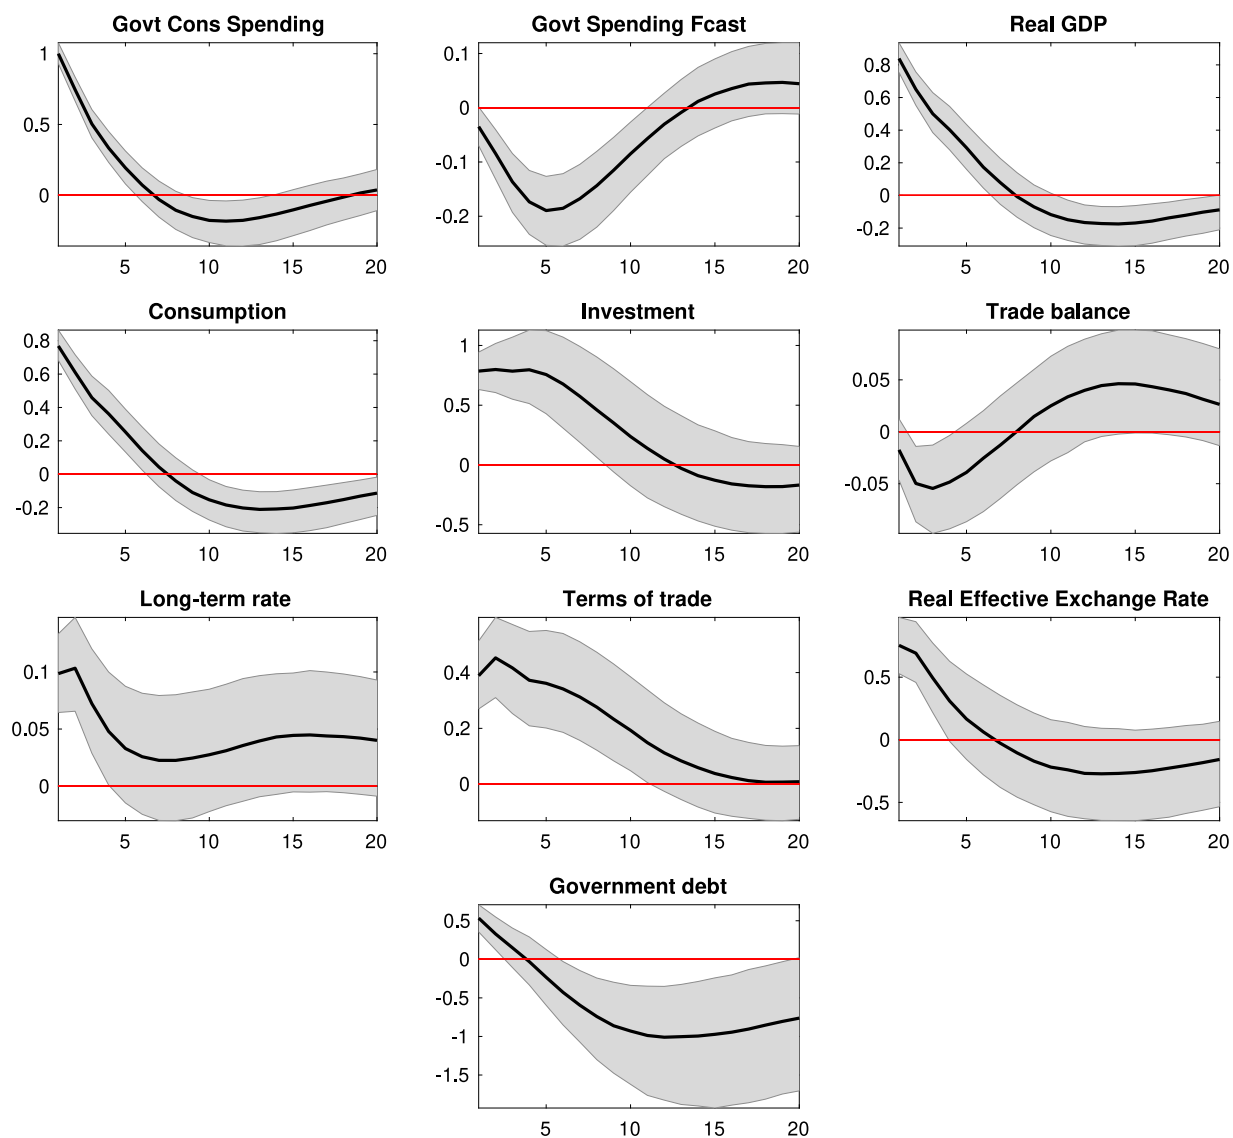 Govt Cons Spending
1
0.5
0
5 10 15 20
Govt Spending Fcast
0.1
0
-0.1
-0.2
5 10 15 20
Real GDP
0.8
0.6
0.4
0.2
0
-0.2
5 10 15 20
Consumption
0.8
0.6
0.4
0.2
0
-0.2
5 10 15 20
Investment
1
0.5
0
-0.5
5 10 15 20
Trade balance
0.05
0
-0.05
5 10 15 20
Long-term rate
0.1
0.05
0
5 10 15 20
Terms of trade
0.4
0.2
0
5 10 15 20
Real Effective Exchange Rate
0.5
0
-0.5
5 10 15 20
Government debt
0.5
0
-0.5
-1
-1.5
5 10 15 20